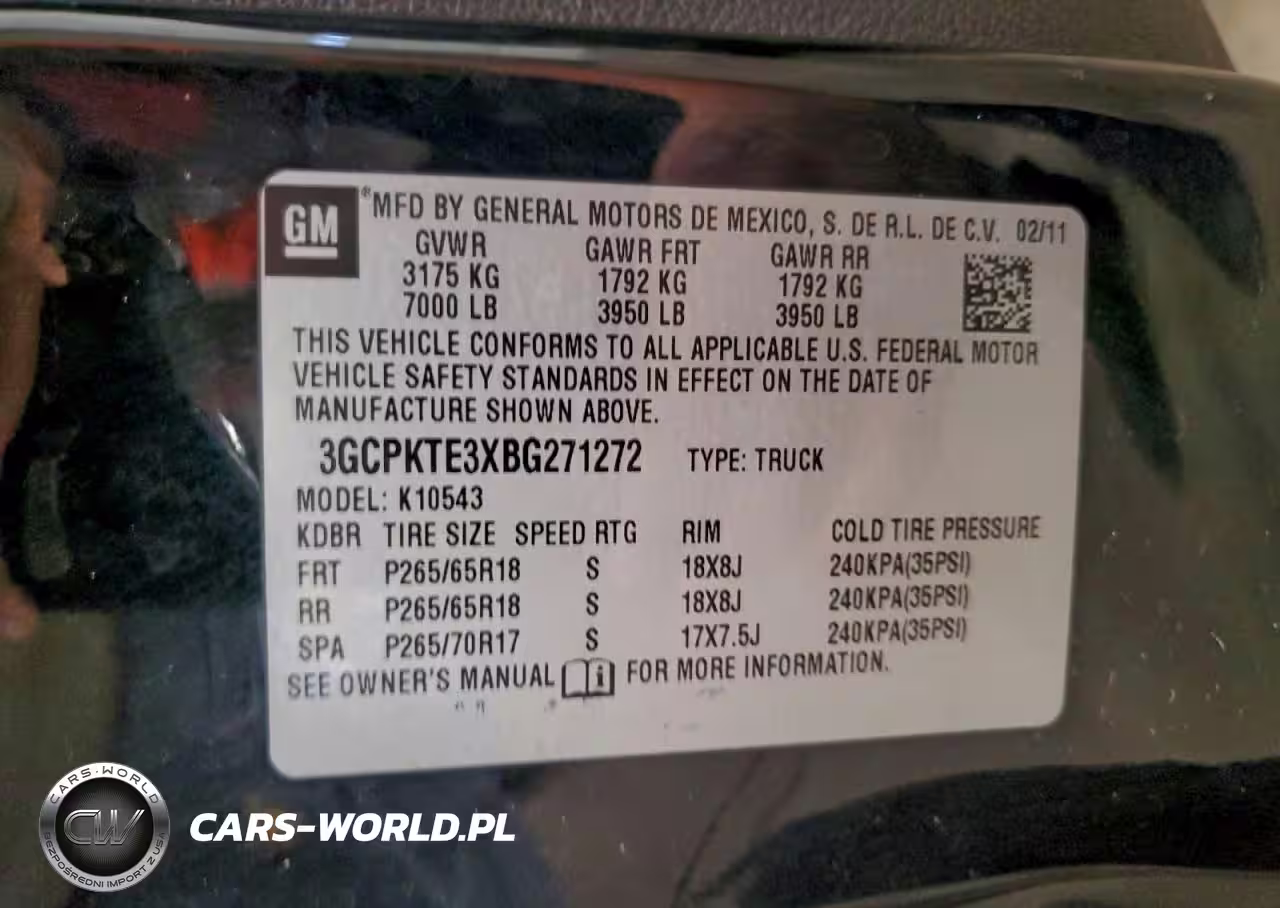 GM
® MFD BY GENERAL MOTORS DE MEXICO, S. DE R.L. DE C.V. 02/11
GVWR GAWR FRT GAWR RR
3175 KG 1792 KG 1792 KG
7000 LB 3950 LB 3950 LB
THIS VEHICLE CONFORMS TO ALL APPLICABLE U.S. FEDERAL MOTOR
VEHICLE SAFETY STANDARDS IN EFFECT ON THE DATE OF
MANUFACTURE SHOWN ABOVE.
3GCPKTE3XBG271272 TYPE: TRUCK
MODEL: K10543
KDBR TIRE SIZE SPEED RTG RIM COLD TIRE PRESSURE
FRT P265/65R18 S 18X8J 240KPA(35PSI)
RR P265/65R18 S 18X8J 240KPA(35PSI)
SPA P265/70R17 S 17X7.5J 240KPA(35PSI)
SEE OWNER'S MANUAL i FOR MORE INFORMATION.
CARS-WORLD
CW
BEZPOŚREDNI IMPORT Z USA
CARS-WORLD.PL